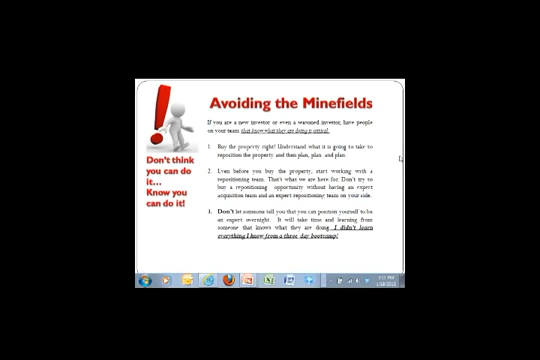 Avoiding the Minefields
If you are a new investor or even a seasoned investor, have people
on your team that know what they are doing is critical.
1. Buy the property right! Understand what it is going to take to
reposition the property and then plan, plan and plan.
2. Even before you buy the property, start working with a
repositioning team. That's what we are here for. Don't try to
buy a repositioning opportunity without having an expert
acquisition team and an expert repositioning team on your side.
3. Don't let someone tell you that you can position yourself to be
an expert overnight. It will take time and learning from
someone that knows what they are doing. I didn't learn
everything I know from a three day bootcamp!
Don't think
you can do
it...
Know you
can do it!